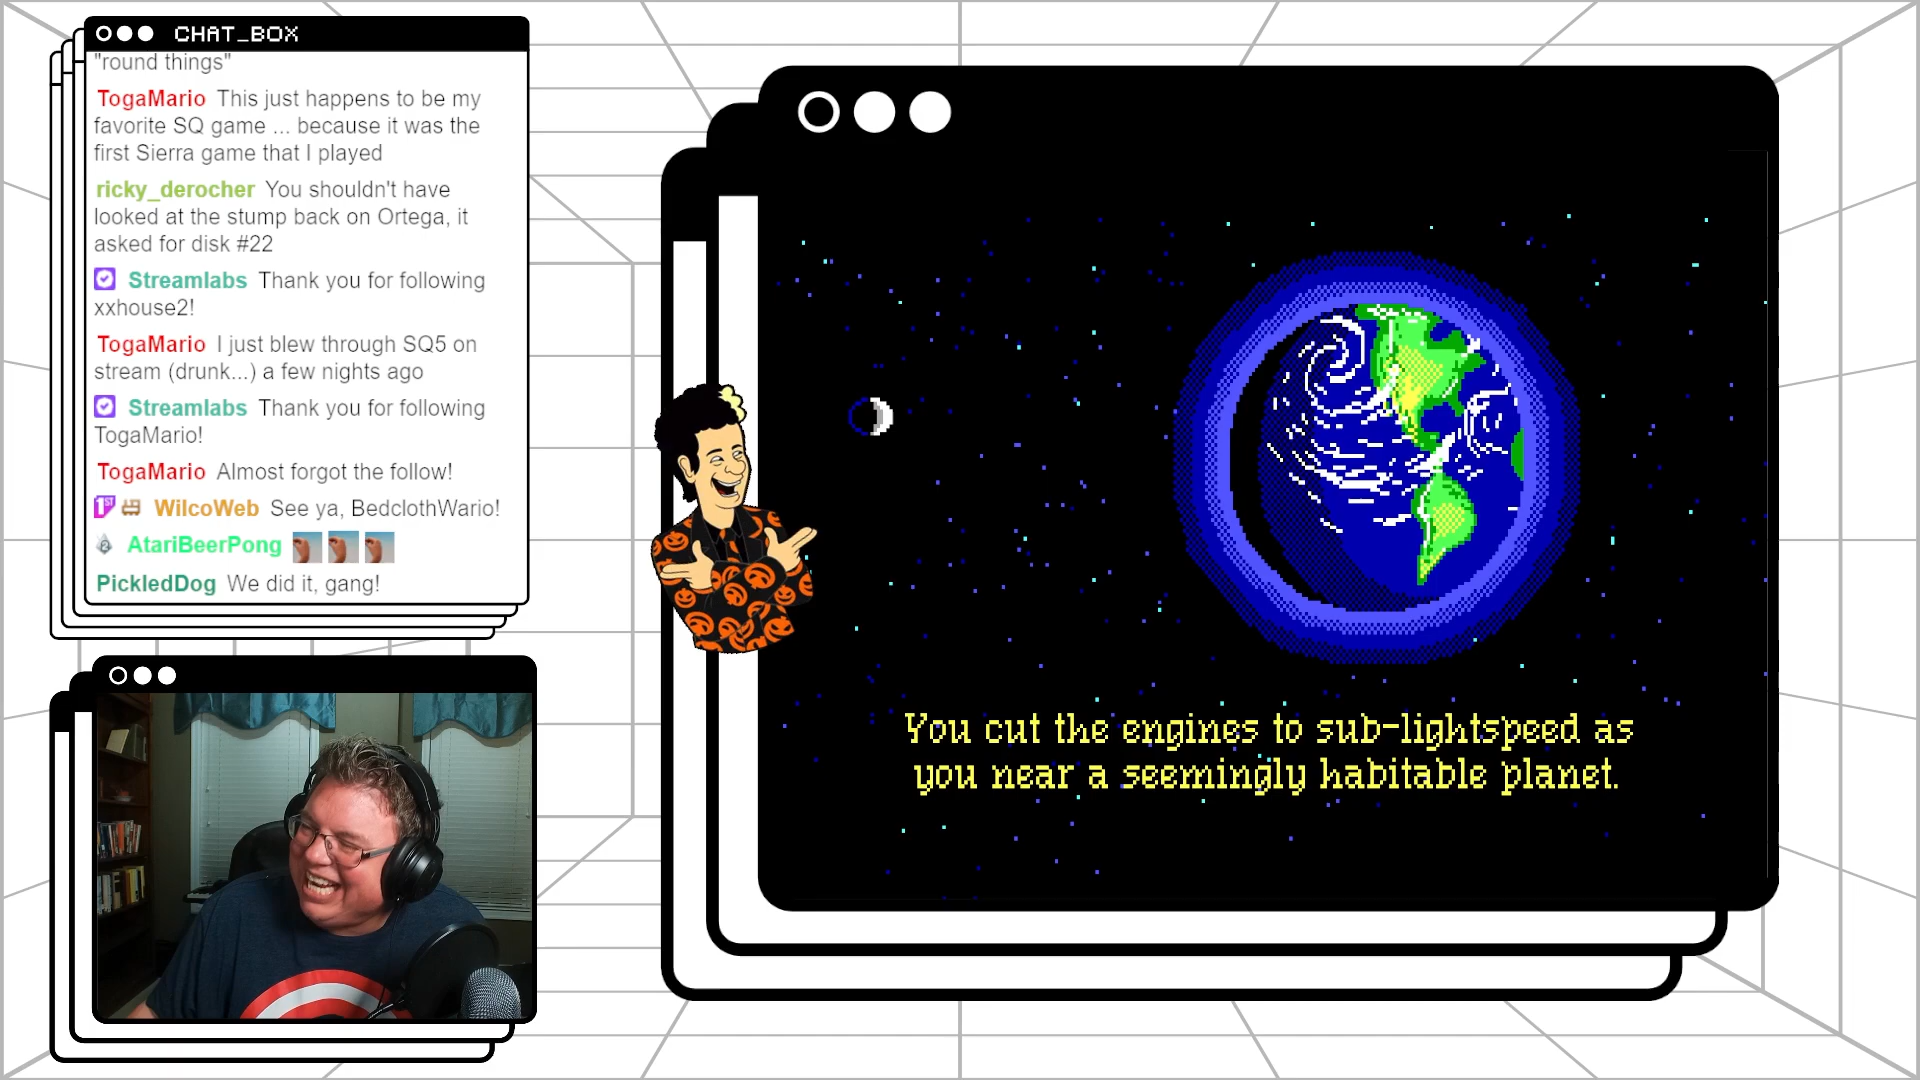 CHAT_BOX
"round things"
TogaMario This just happens to be my
favorite SQ game ... because it was the
first Sierra game that I played
ricky_derocher You shouldn't have
looked at the stump back on Ortega, it
asked for disk #22
Streamlabs Thank you for following
xxhouse2!
TogaMario I just blew through SQ5 on
stream (drunk...) a few nights ago
Streamlabs Thank you for following
TogaMario!
TogaMario Almost forgot the follow!
1ST WilcoWeb See ya, BedclothWario!
2 AtariBeerPong
PickledDog We did it, gang!
You cut the engines to sub-lightspeed as
you near a seemingly habitable planet.